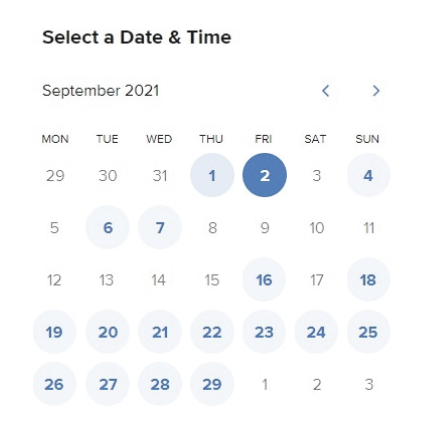 Select a Date & Time
September 2021
MON TUE WED THU FRI SAT SUN
29 30 31 1 2 3 4
5 6 7 8 9 10 11
12 13 14 15 16 17 18
19 20 21 22 23 24 25
26 27 28 29 1 2 3